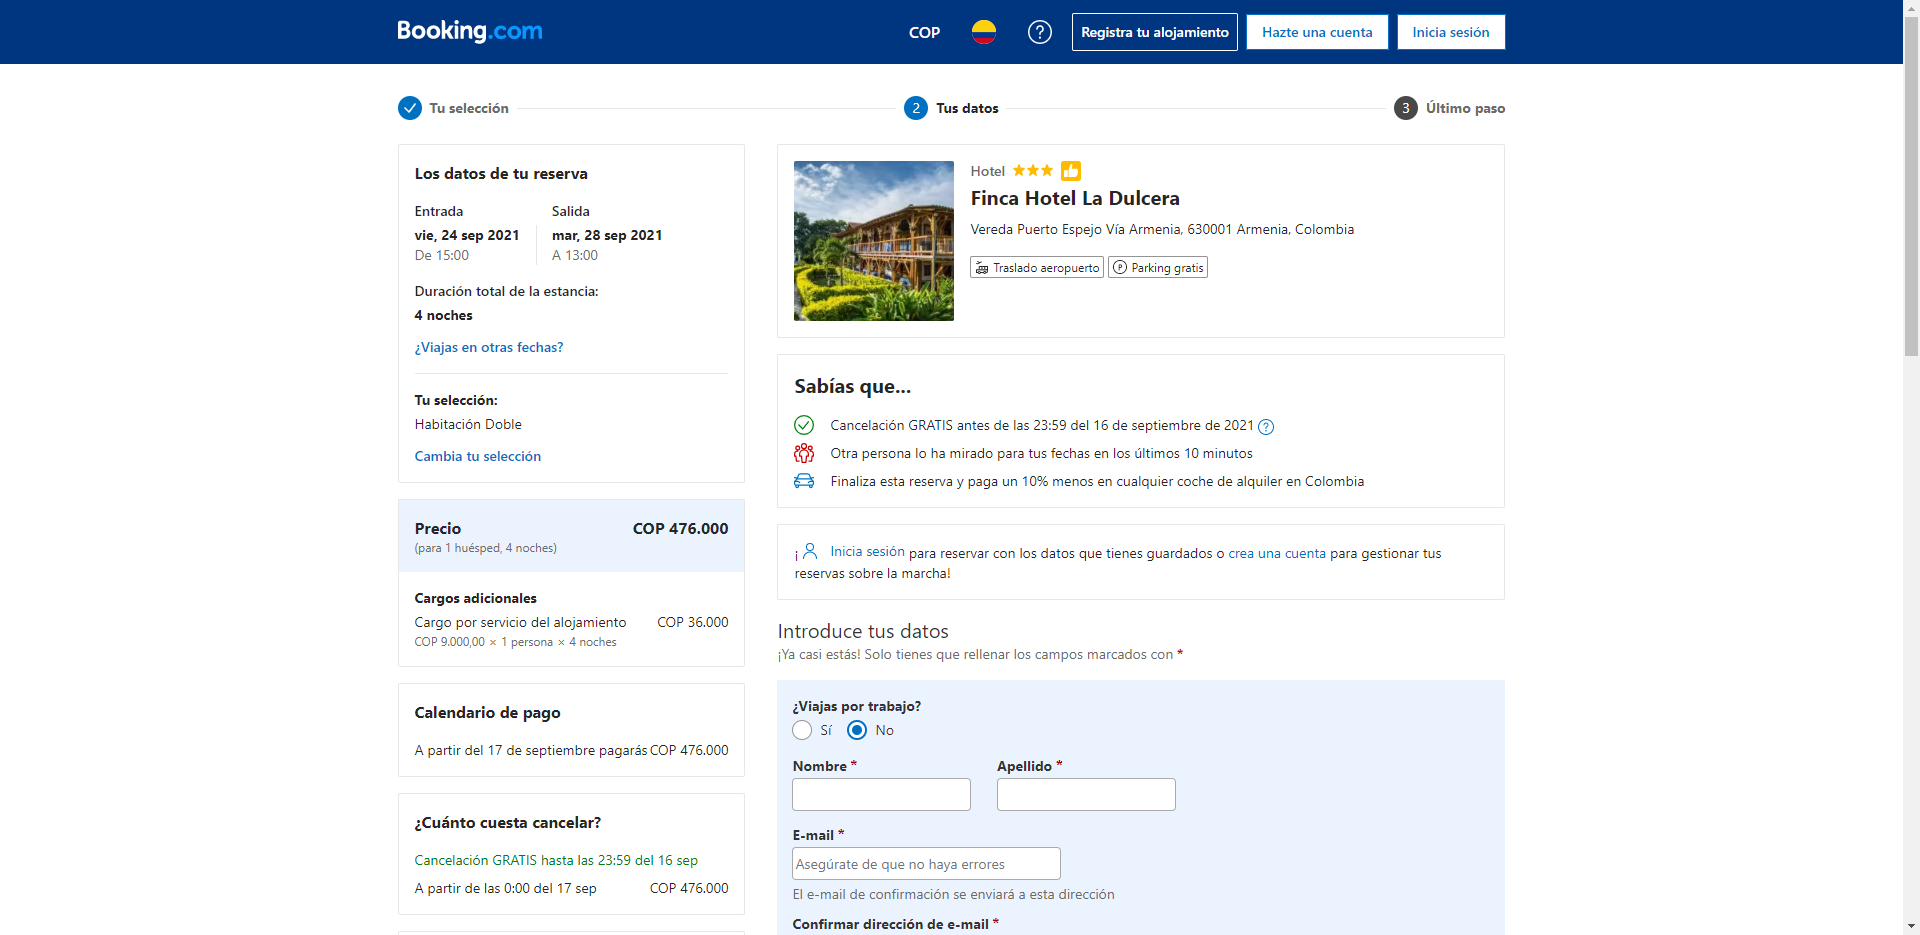 Booking.com
COP
?
Registra tu alojamiento
Hazte una cuenta
Inicia sesión
Tu selección
2 Tus datos
3 Último paso
Los datos de tu reserva
Entrada
vie, 24 sep 2021
De 15:00
Salida
mar, 28 sep 2021
A 13:00
Duración total de la estancia:
4 noches
¿Viajas en otras fechas?
Tu selección:
Habitación Doble
Cambia tu selección
Precio COP 476.000
(para 1 huésped, 4 noches)
Cargos adicionales
Cargo por servicio del alojamiento COP 36.000
COP 9.000,00 × 1 persona × 4 noches
Calendario de pago
A partir del 17 de septiembre pagarás COP 476.000
¿Cuánto cuesta cancelar?
Cancelación GRATIS hasta las 23:59 del 16 sep
A partir de las 0:00 del 17 sep COP 476.000
Hotel
Finca Hotel La Dulcera
Vereda Puerto Espejo Vía Armenia, 630001 Armenia, Colombia
Traslado aeropuerto
P Parking gratis
Sabías que...
Cancelación GRATIS antes de las 23:59 del 16 de septiembre de 2021 ?
Otra persona lo ha mirado para tus fechas en los últimos 10 minutos
Finaliza esta reserva y paga un 10% menos en cualquier coche de alquiler en Colombia
¡ Inicia sesión para reservar con los datos que tienes guardados o crea una cuenta para gestionar tus
reservas sobre la marcha!
Introduce tus datos
¡Ya casi estás! Solo tienes que rellenar los campos marcados con *
¿Viajas por trabajo?
Sí No
Nombre * Apellido *
E-mail *
Asegúrate de que no haya errores
El e-mail de confirmación se enviará a esta dirección
Confirmar dirección de e-mail *